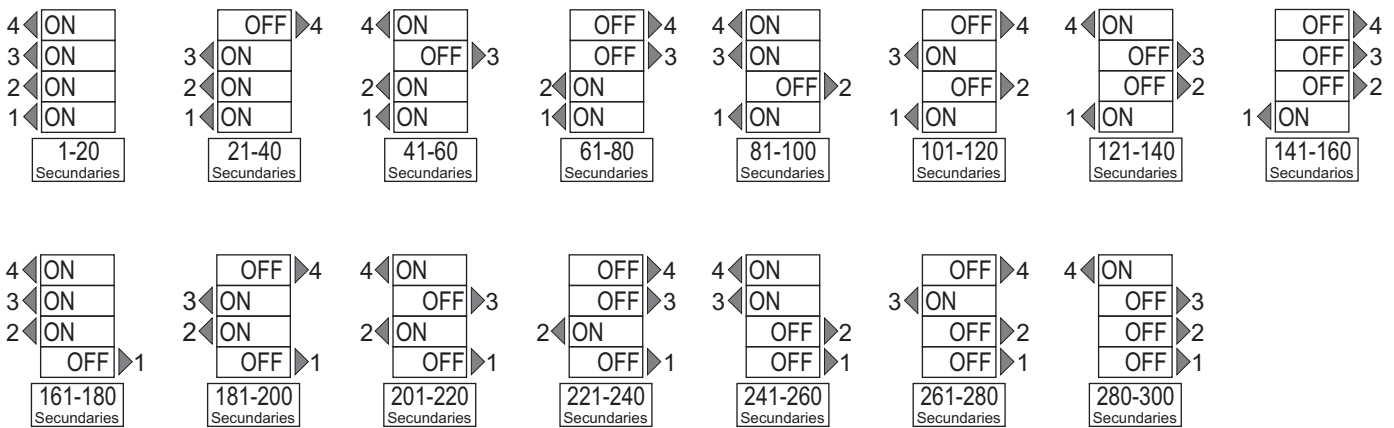 4 ON OFF 4 4 ON OFF 4 4 ON OFF 4 4 ON OFF 4
3 ON 3 ON OFF 3 OFF 3 3 ON 3 ON OFF 3 OFF 3
2 ON 2 ON 2 ON 2 ON OFF 2 OFF 2 OFF 2 OFF 2
1 ON 1 ON 1 ON 1 ON 1 ON 1 ON 1 ON 1 ON
1-20 21-40 41-60 61-80 81-100 101-120 121-140 141-160
Secundaries Secundaries Secundaries Secundaries Secundaries Secundaries Secundaries Secundarios
4 ON OFF 4 4 ON OFF 4 4 ON OFF 4 4 ON
3 ON 3 ON OFF 3 OFF 3 3 ON 3 ON OFF 3
2 ON 2 ON 2 ON 2 ON OFF 2 OFF 2 OFF 2
OFF 1 OFF 1 OFF 1 OFF 1 OFF 1 OFF 1 OFF 1
161-180 181-200 201-220 221-240 241-260 261-280 280-300
Secundaries Secundaries Secundaries Secundaries Secundaries Secundaries Secundaries